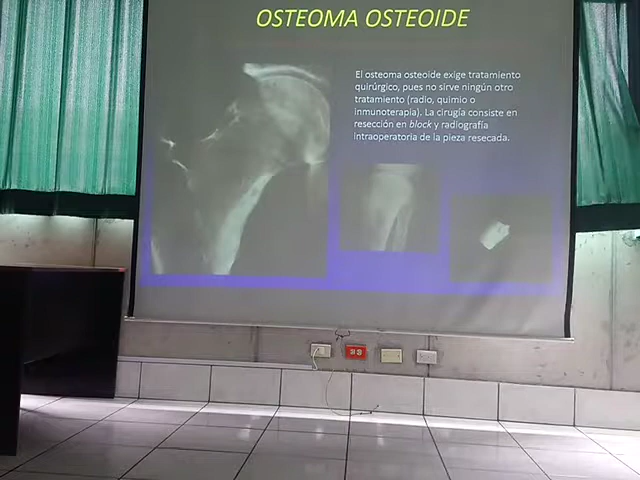 OSTEOMA OSTEOIDE
El osteoma osteoide exige tratamiento
quirúrgico, pues no sirve ningún otro
tratamiento (radio, quimio o
inmunoterapia). La cirugía consiste en
resección en block y radiografía
intraoperatoria de la pieza resecada.